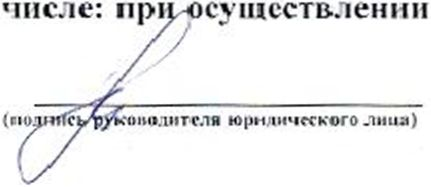 числе: при осуществлении
(подпись руководителя юридического лица)